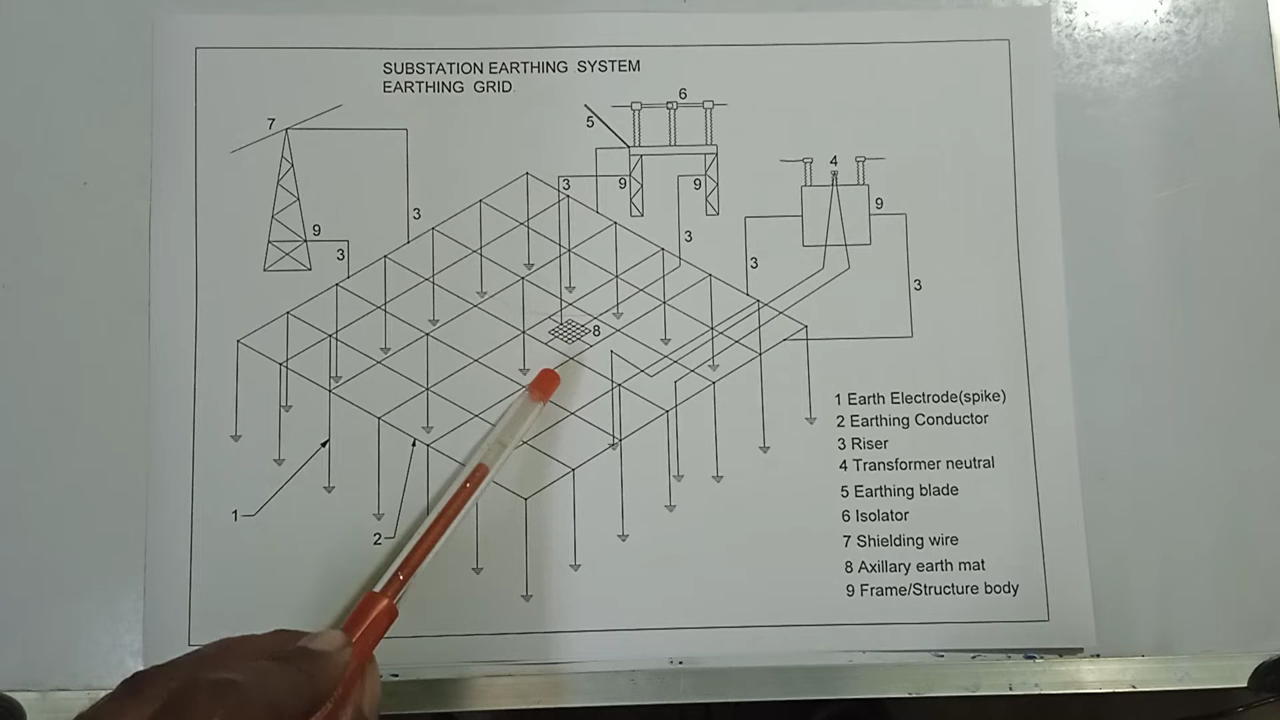 SUBSTATION EARTHING SYSTEM
EARTHING GRID
6
7
5
4
3
9
9
3
9
9
3
3
3
3
8
1 Earth Electrode(spike)
2 Earthing Conductor
3 Riser
4 Transformer neutral
5 Earthing blade
6 Isolator
7 Shielding wire
8 Axillary earth mat
9 Frame/Structure body
1
2